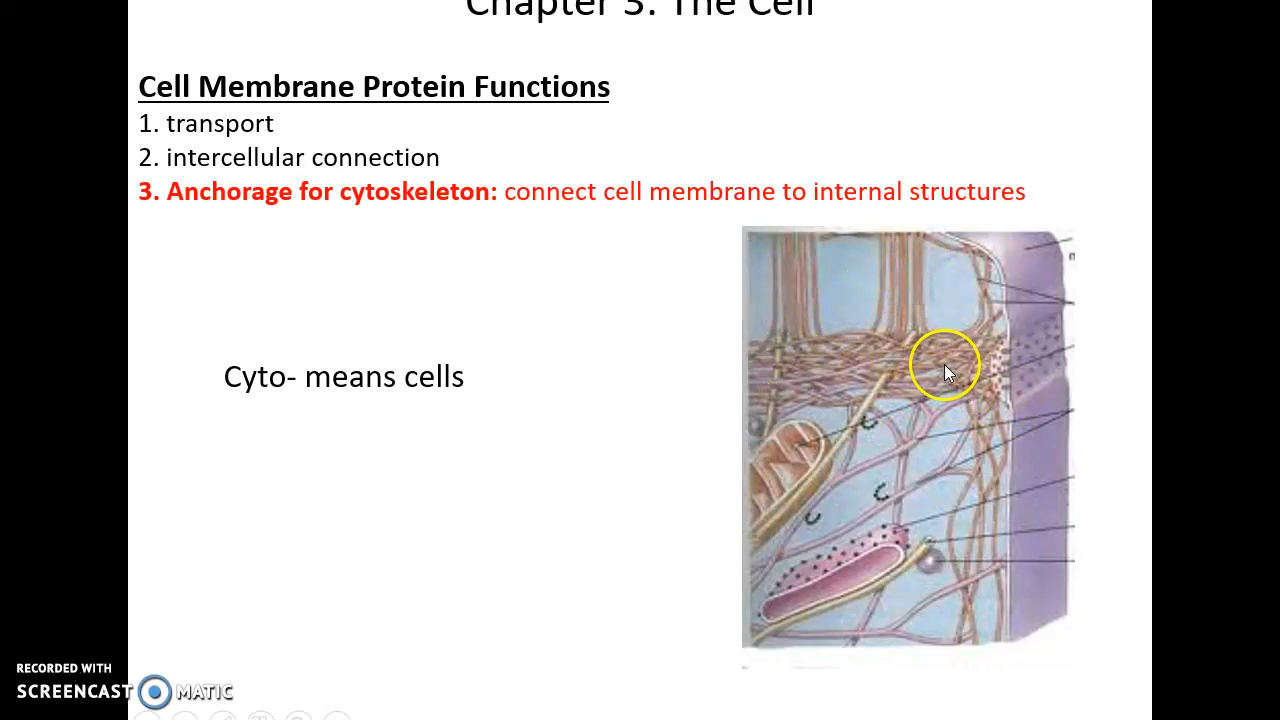 Chapter 3: The Cell
Cell Membrane Protein Functions
1. transport
2. intercellular connection
3. Anchorage for cytoskeleton: connect cell membrane to internal structures
Cyto- means cells
RECORDED WITH
SCREENCAST MATIC